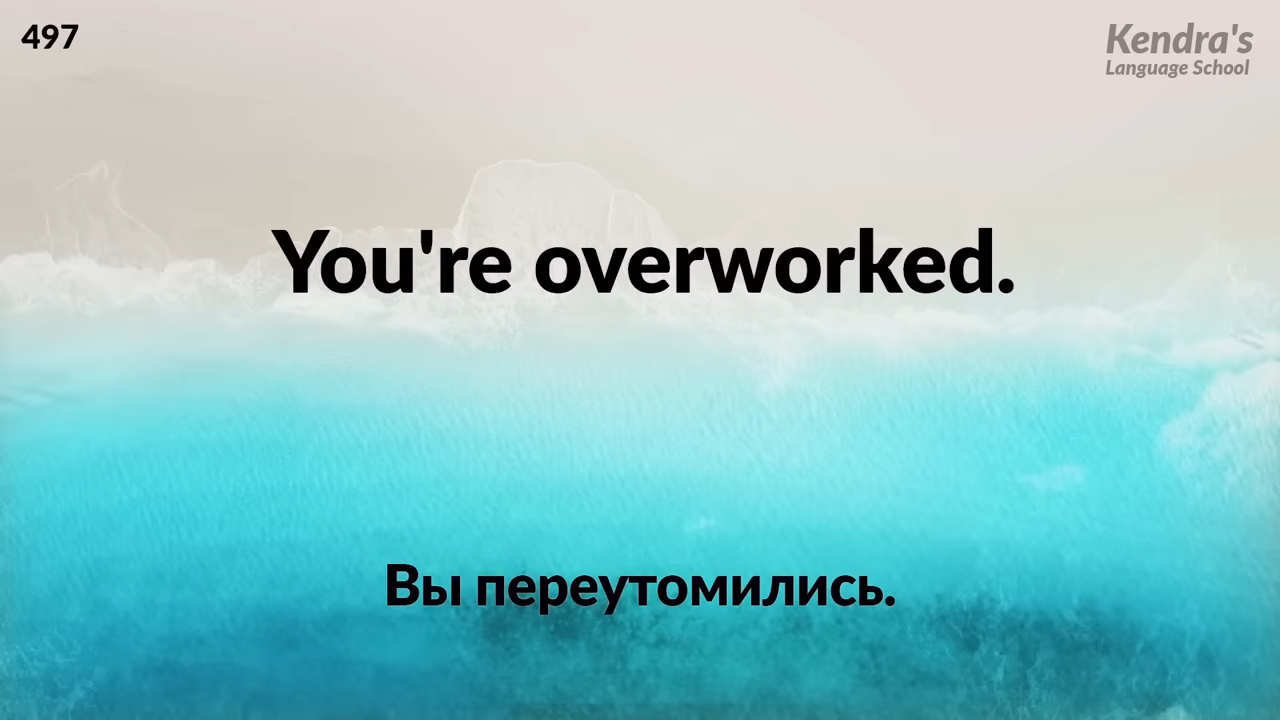 497
Kendra's
Language School
You're overworked.
Вы переутомились.